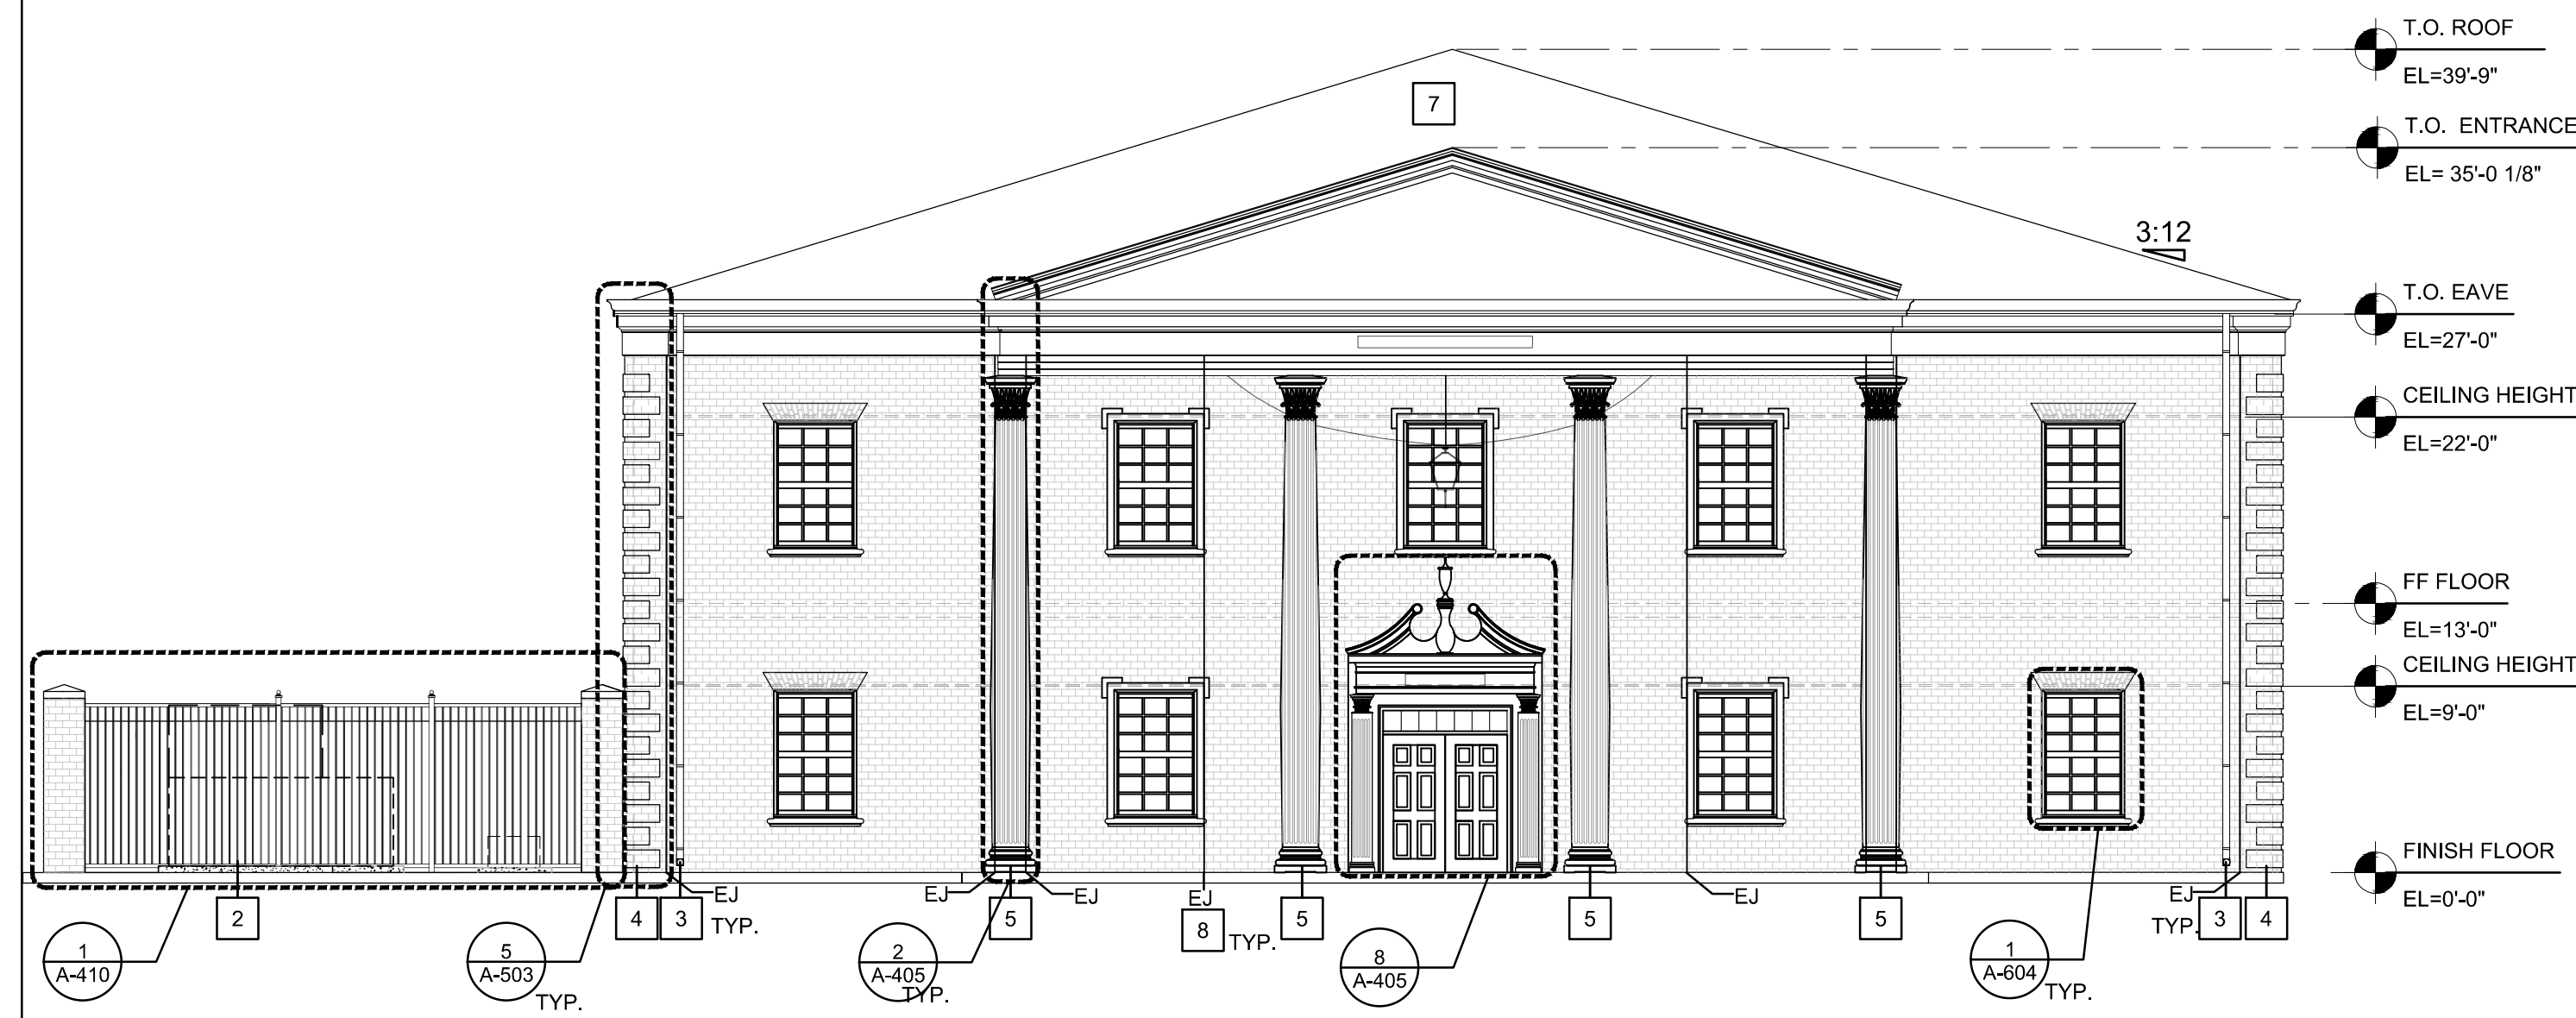 T.O. ROOF
EL=39'-9"
7
T.O. ENTRANCE
EL= 35'-0 1/8"
3:12
T.O. EAVE
EL=27'-0"
CEILING HEIGHT
EL=22'-0"
FF FLOOR
EL=13'-0"
CEILING HEIGHT
EL=9'-0"
FINISH FLOOR
EL=0'-0"
EJ
EJ
EJ
EJ
EJ
EJ
2
4
3
TYP.
5
8
TYP.
5
5
5
TYP.
3
4
1
A-410
5
A-503
TYP.
2
A-405
TYP.
8
A-405
1
A-604
TYP.